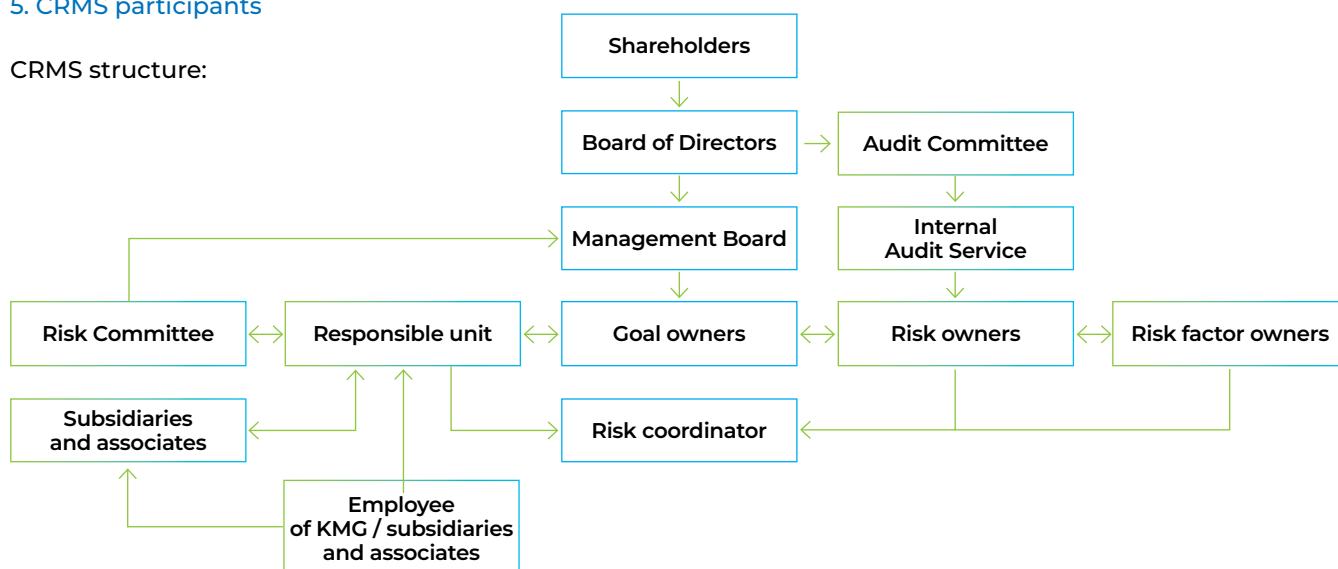 5. CRMS participants
CRMS structure:
Shareholders
Board of Directors
Audit Committee
Management Board
Internal
Audit Service
Risk Committee
Responsible unit
Goal owners
Risk owners
Risk factor owners
Subsidiaries
and associates
Risk coordinator
Employee
of KMG / subsidiaries
and associates